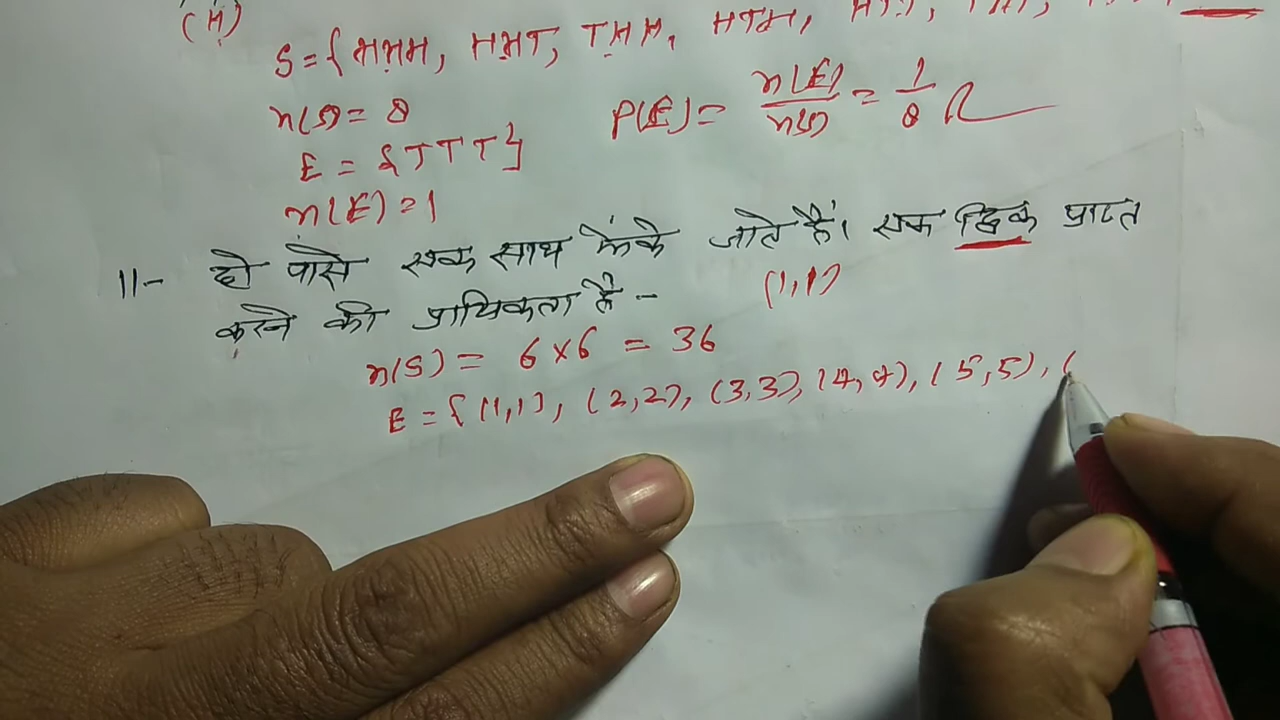 (H)
S={HHH, HHT, THH, HTH,
n(S)= 8
P(E)= n(E)/n(S) = 1/8
E = {TTT}
n(E)=1
11- दो पासे एक साथ फेंके जाते हैं। एक द्विक प्राप्त
करने की प्रायिकता है -
(1,1)
n(S) = 6×6 = 36
E = {(1,1), (2,2), (3,3), (4,4), (5,5), (